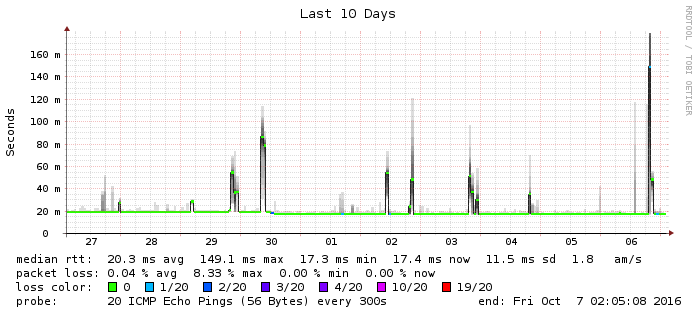 Last 10 Days
RRDTOOL / TOBI OETIKER
Seconds
160 m
140 m
120 m
100 m
80 m
60 m
40 m
20 m
0
27 28 29 30 01 02 03 04 05 06
median rtt: 20.3 ms avg 149.1 ms max 17.3 ms min 17.4 ms now 11.5 ms sd 1.8 am/s
packet loss: 0.04 % avg 8.33 % max 0.00 % min 0.00 % now
loss color: 0 1/20 2/20 3/20 4/20 10/20 19/20
probe: 20 ICMP Echo Pings (56 Bytes) every 300s end: Fri Oct 7 02:05:08 2016